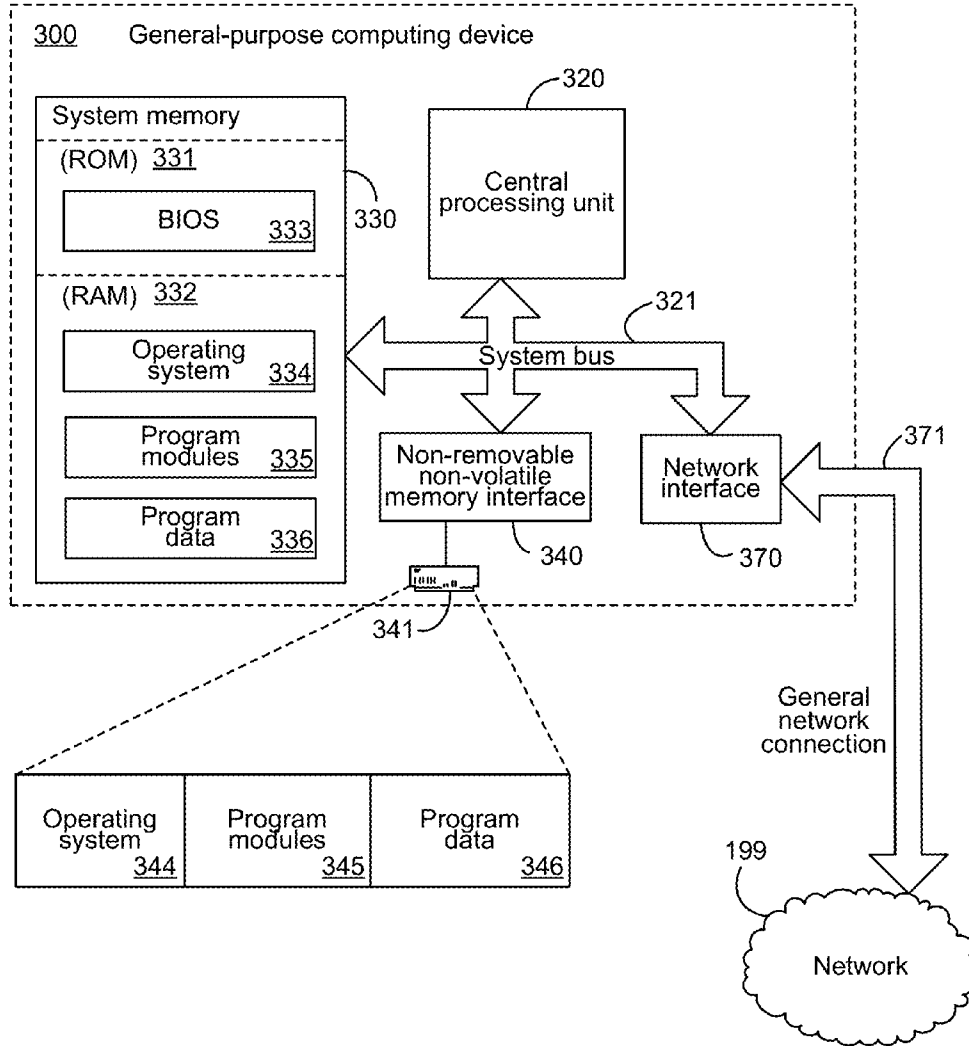 300 General-purpose computing device
320
System memory
(ROM) 331
BIOS 333
330
Central
processing unit
(RAM) 332
321
Operating
system 334
System bus
Program
modules 335
Non-removable
non-volatile
memory interface
Network
interface
371
Program
data 336
340
370
341
General
network
connection
Operating
system 344
Program
modules 345
Program
data 346
199
Network